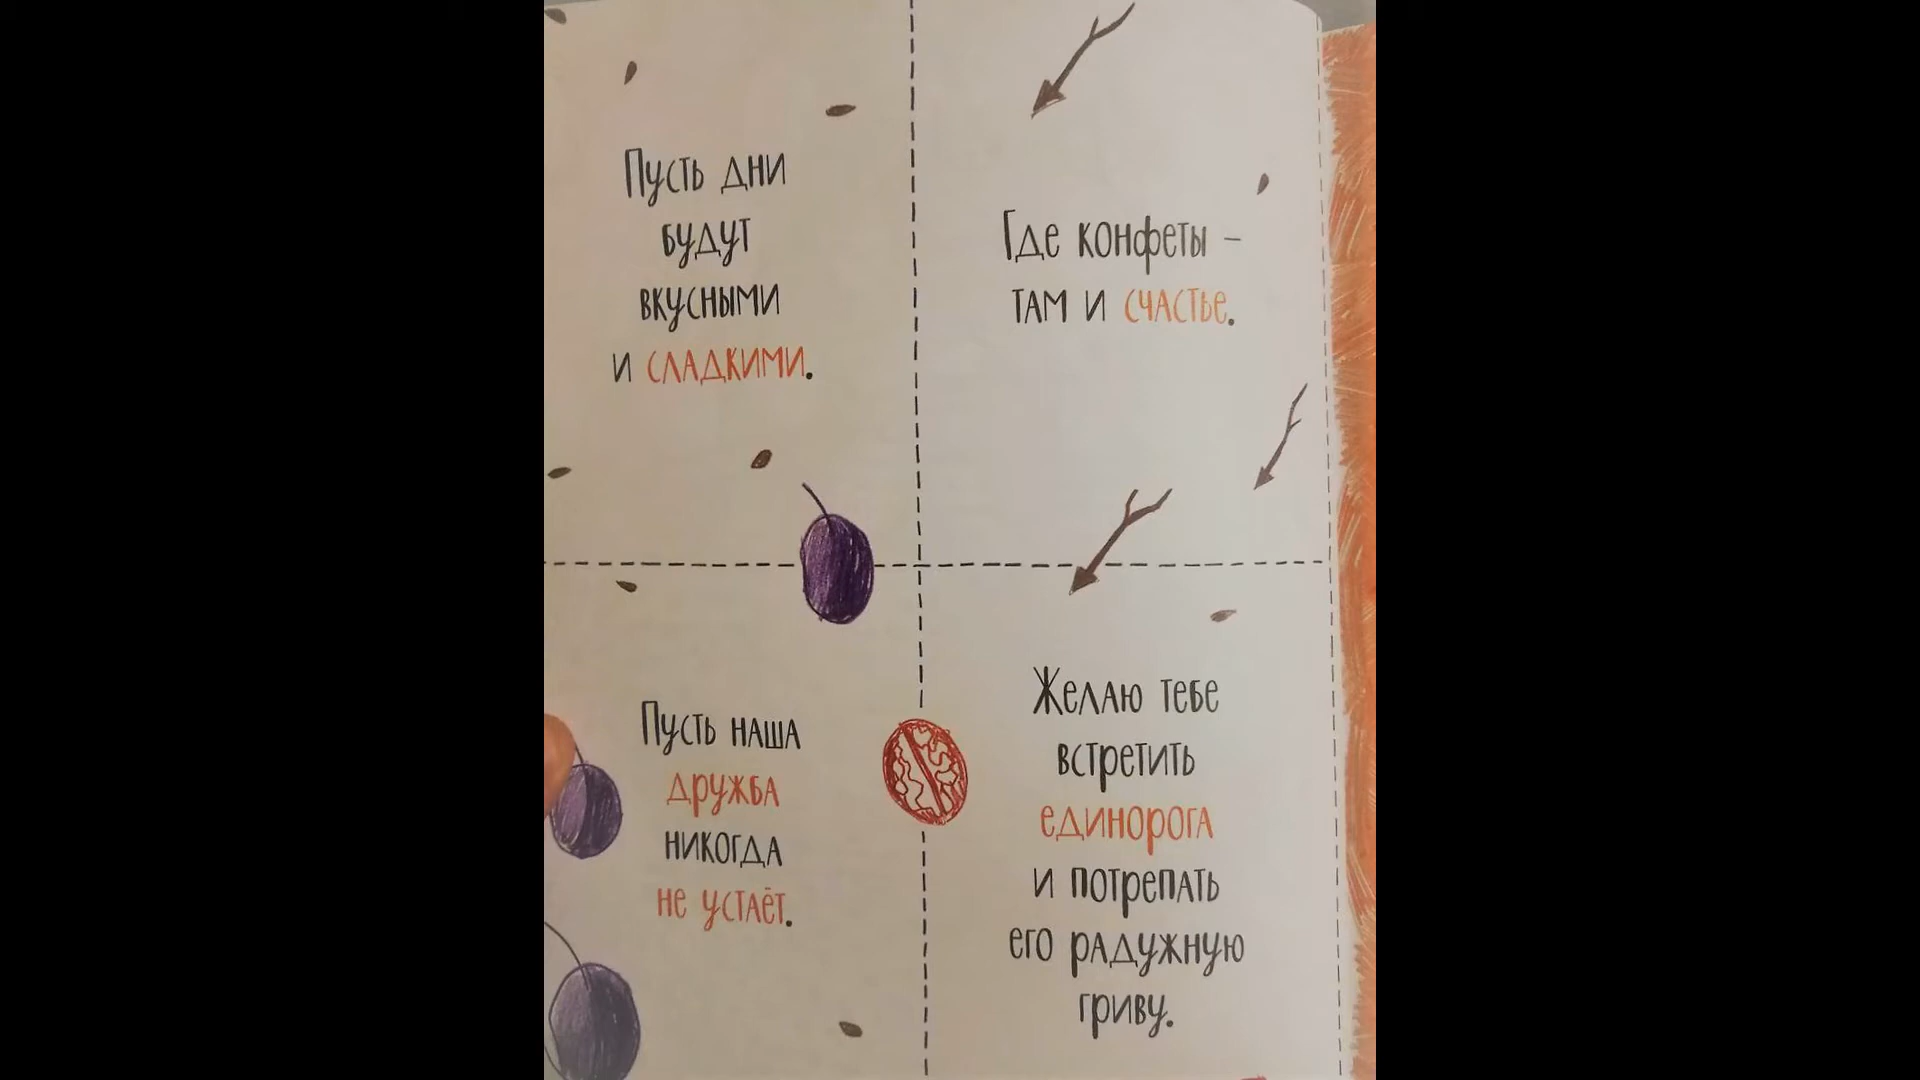 Пусть дни
будут
вкусными
и сладкими.
Где конфеты –
там и счастье.
Пусть наша
дружба
никогда
не устаёт.
Желаю тебе
встретить
единорога
и потрепать
его радужную
гриву.